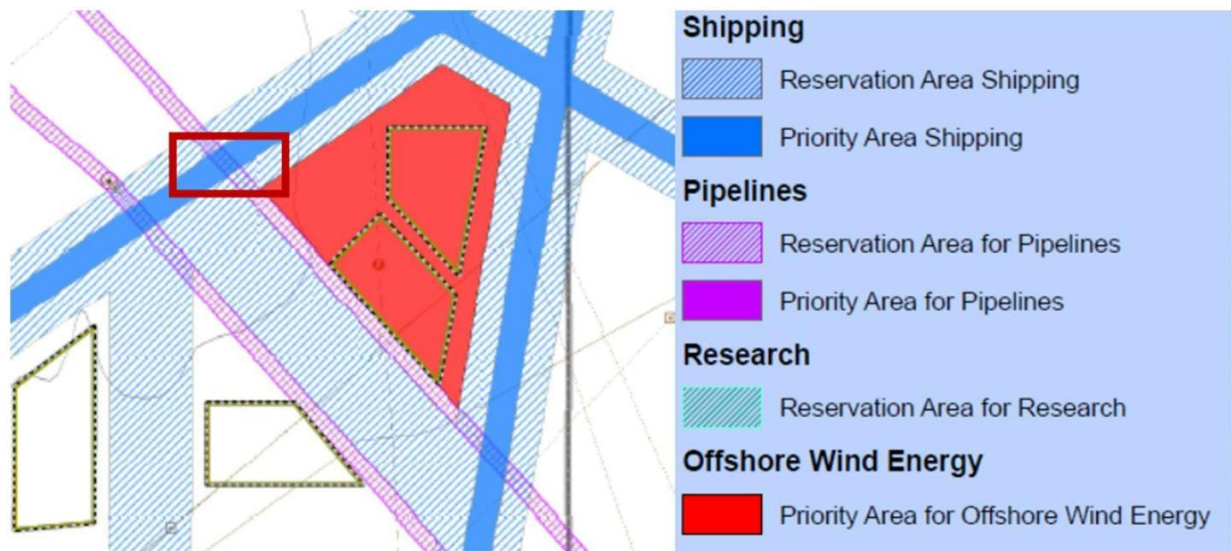 Shipping
Reservation Area Shipping
Priority Area Shipping
Pipelines
Reservation Area for Pipelines
Priority Area for Pipelines
Research
Reservation Area for Research
Offshore Wind Energy
Priority Area for Offshore Wind Energy